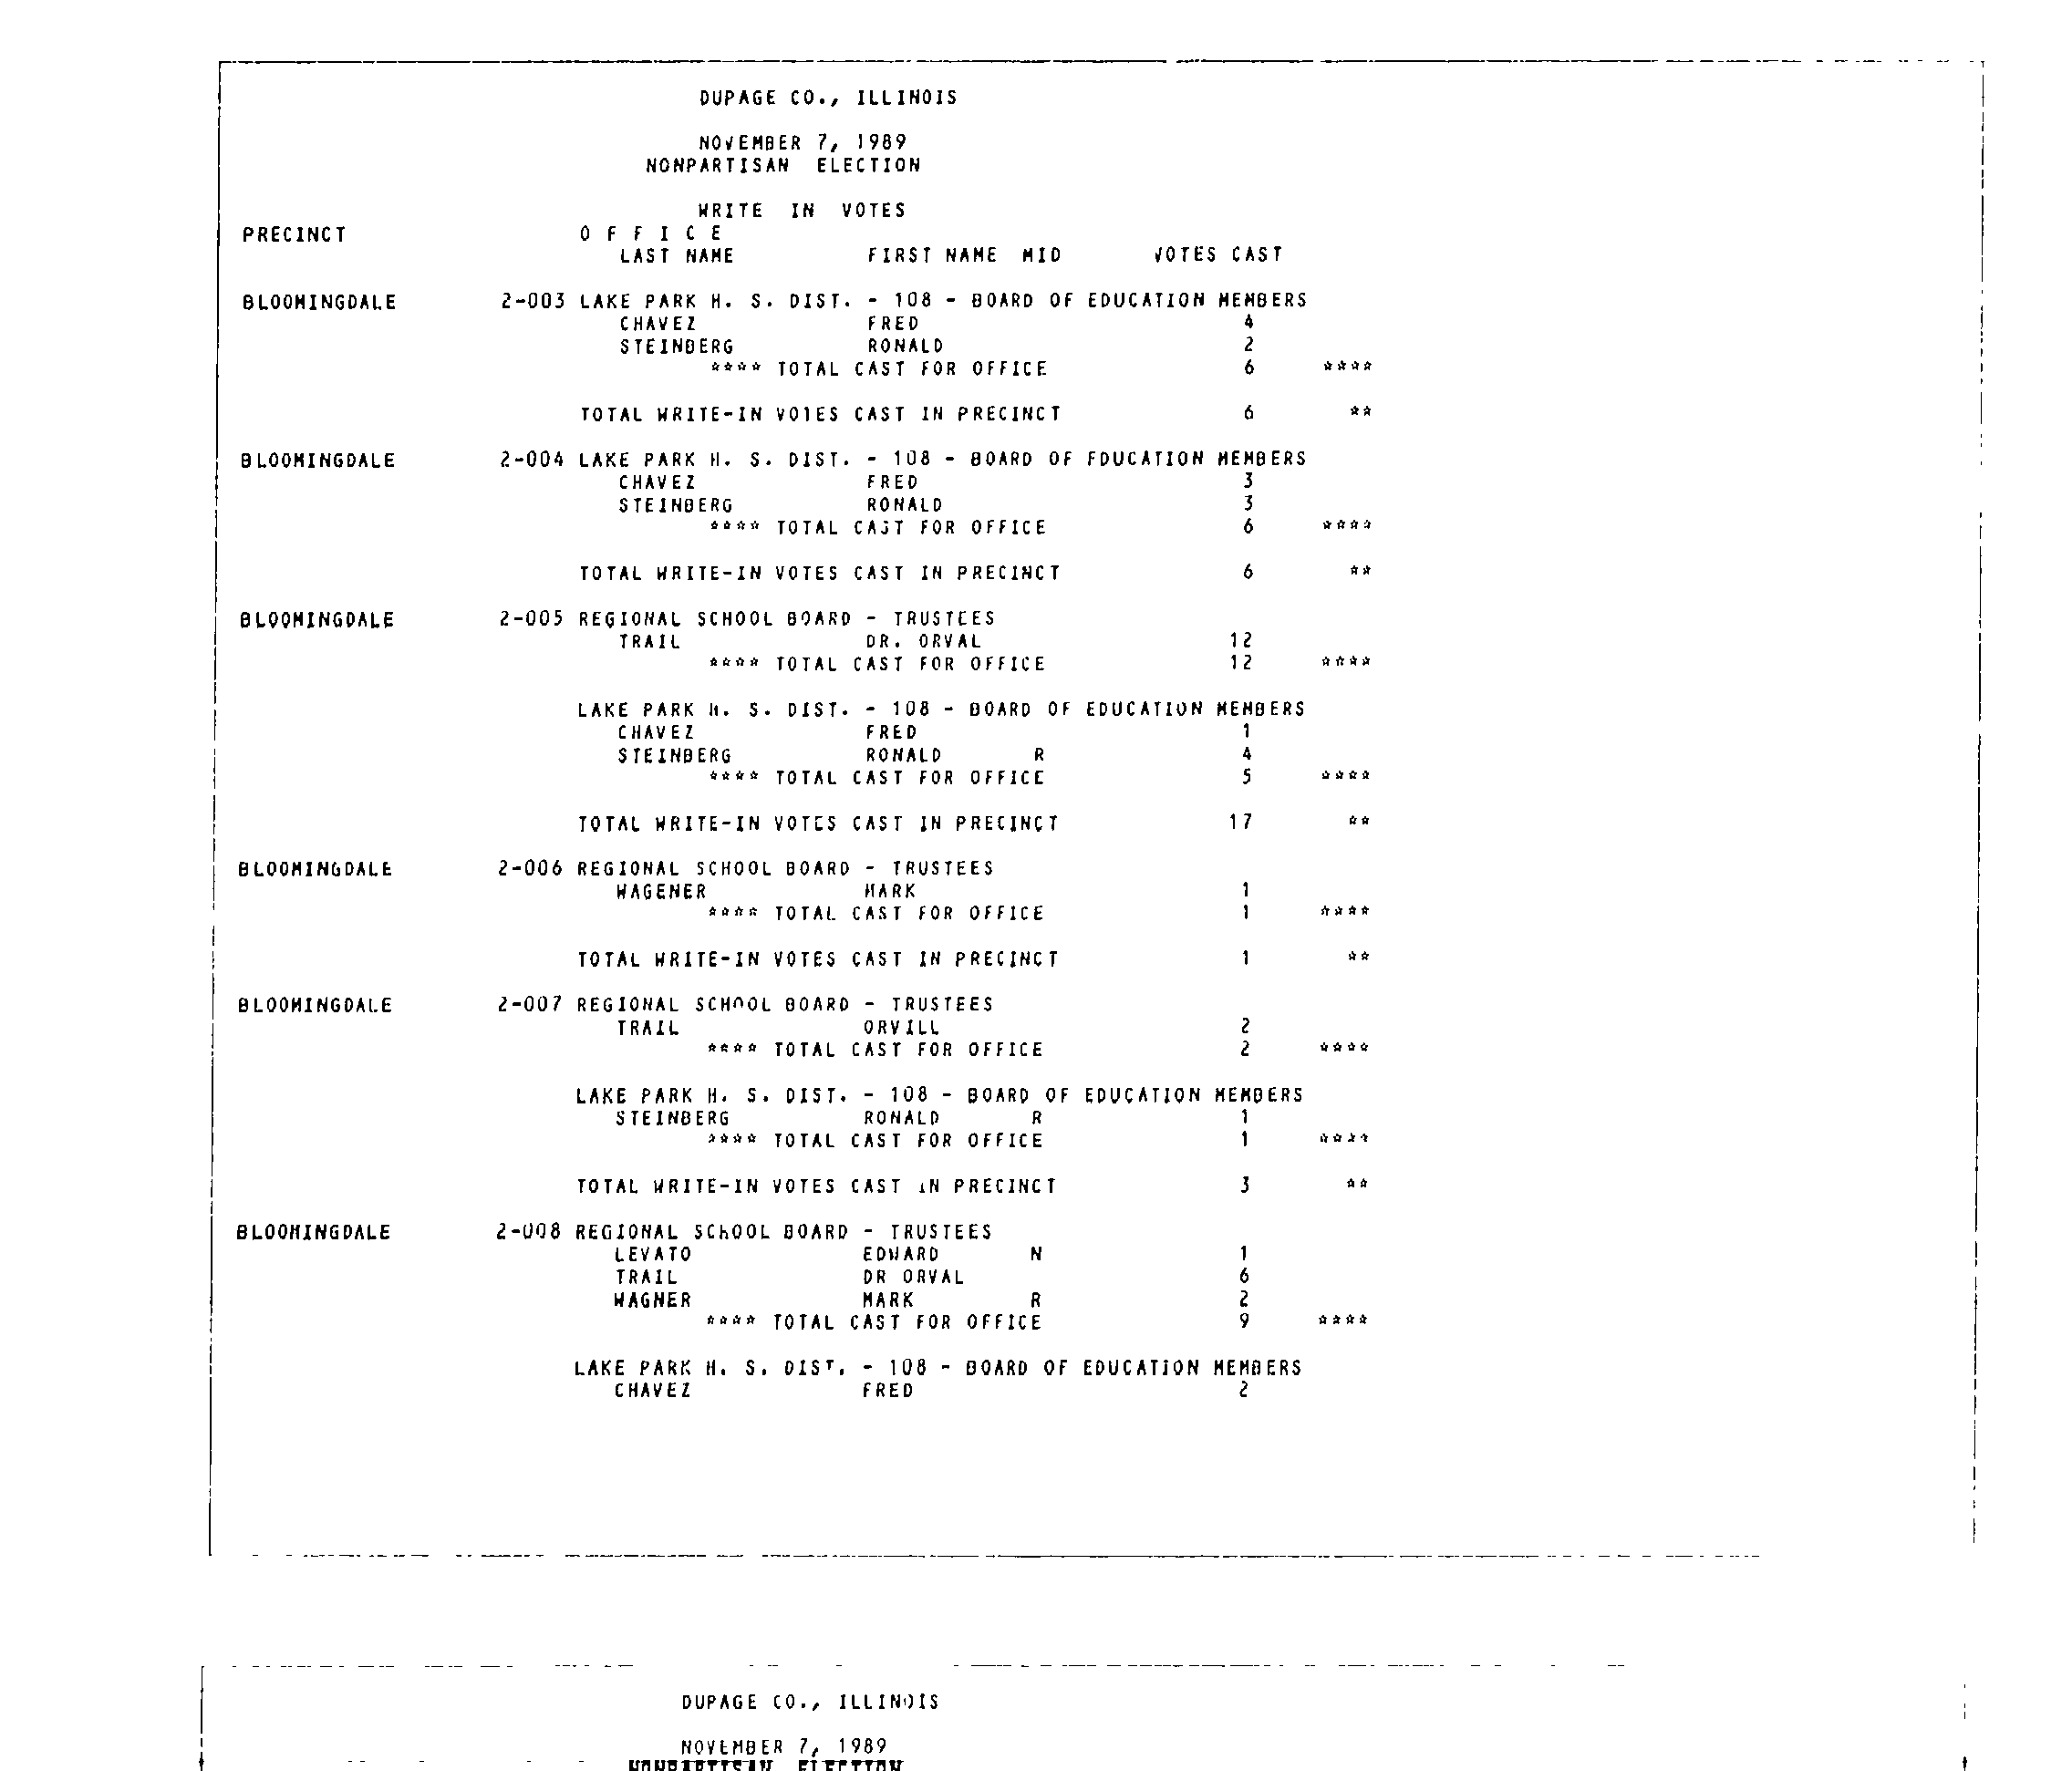 DUPAGE CO., ILLINOIS
NOVEMBER 7, 1989
NONPARTISAN ELECTION
WRITE IN VOTES
PRECINCT O F F I C E
LAST NAME FIRST NAME MID VOTES CAST
BLOOMINGDALE 2-003 LAKE PARK H. S. DIST. - 108 - BOARD OF EDUCATION MEMBERS
CHAVEZ FRED 4
STEINBERG RONALD 2
**** TOTAL CAST FOR OFFICE 6 ****
TOTAL WRITE-IN VOTES CAST IN PRECINCT 6 **
BLOOMINGDALE 2-004 LAKE PARK H. S. DIST. - 108 - BOARD OF EDUCATION MEMBERS
CHAVEZ FRED 3
STEINBERG RONALD 3
**** TOTAL CAST FOR OFFICE 6 ****
TOTAL WRITE-IN VOTES CAST IN PRECINCT 6 **
BLOOMINGDALE 2-005 REGIONAL SCHOOL BOARD - TRUSTEES
TRAIL DR. ORVAL 12
**** TOTAL CAST FOR OFFICE 12 ****
LAKE PARK H. S. DIST. - 108 - BOARD OF EDUCATION MEMBERS
CHAVEZ FRED 1
STEINBERG RONALD R 4
**** TOTAL CAST FOR OFFICE 5 ****
TOTAL WRITE-IN VOTES CAST IN PRECINCT 17 **
BLOOMINGDALE 2-006 REGIONAL SCHOOL BOARD - TRUSTEES
WAGENER MARK 1
**** TOTAL CAST FOR OFFICE 1 ****
TOTAL WRITE-IN VOTES CAST IN PRECINCT 1 **
BLOOMINGDALE 2-007 REGIONAL SCHOOL BOARD - TRUSTEES
TRAIL ORVILL 2
**** TOTAL CAST FOR OFFICE 2 ****
LAKE PARK H. S. DIST. - 108 - BOARD OF EDUCATION MEMBERS
STEINBERG RONALD R 1
**** TOTAL CAST FOR OFFICE 1 ****
TOTAL WRITE-IN VOTES CAST IN PRECINCT 3 **
BLOOMINGDALE 2-008 REGIONAL SCHOOL BOARD - TRUSTEES
LEVATO EDWARD N 1
TRAIL DR ORVAL 6
WAGNER MARK R 2
**** TOTAL CAST FOR OFFICE 9 ****
LAKE PARK H. S. DIST. - 108 - BOARD OF EDUCATION MEMBERS
CHAVEZ FRED 2
DUPAGE CO., ILLINOIS
NOVEMBER 7, 1989
NONPARTISAN ELECTION